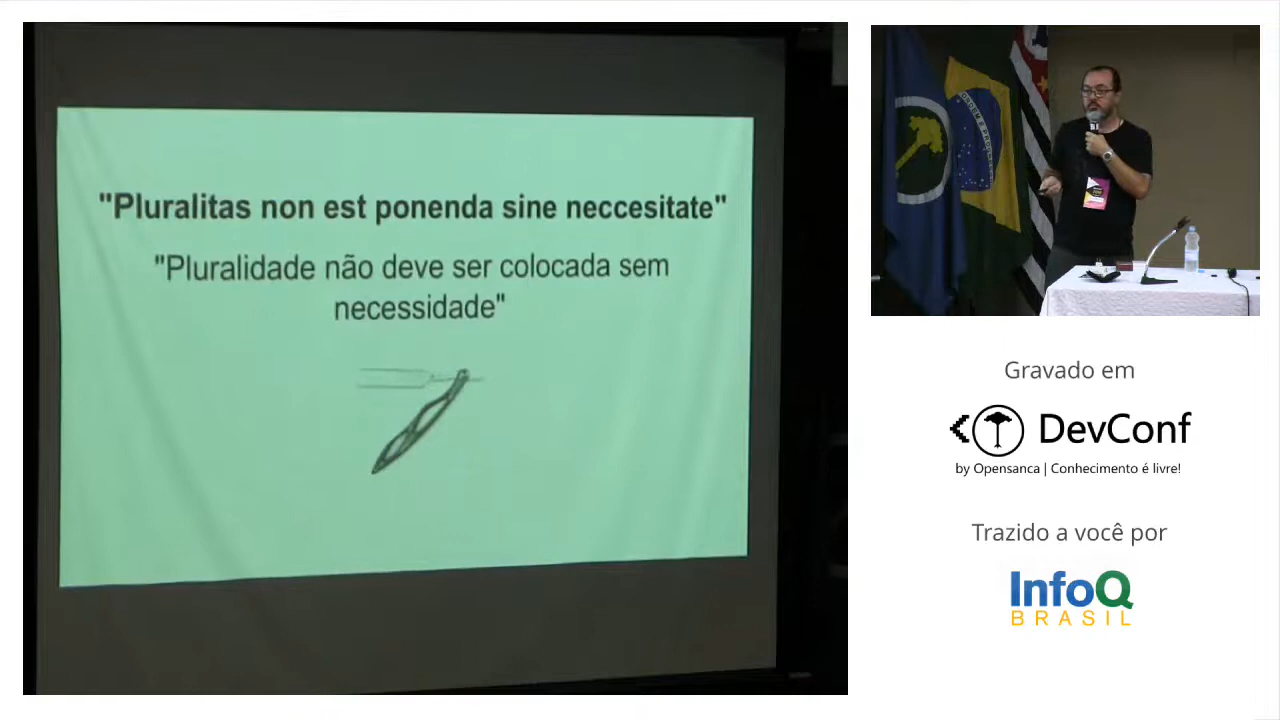 "Pluralitas non est ponenda sine neccesitate"
"Pluralidade não deve ser colocada sem
necessidade"
Gravado em
DevConf
by Opensanca | Conhecimento é livre!
Trazido a você por
InfoQ
BRASIL